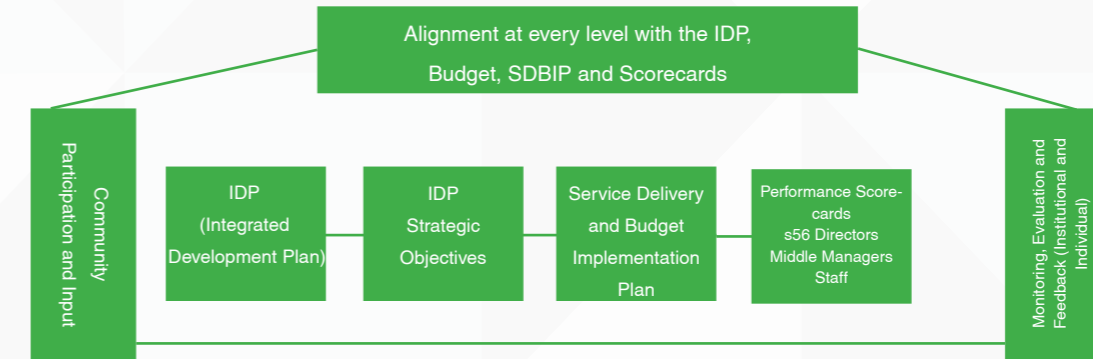 Alignment at every level with the IDP,
Budget, SDBIP and Scorecards
Community
Participation and Input
IDP
(Integrated
Development Plan)
IDP
Strategic
Objectives
Service Delivery
and Budget
Implementation
Plan
Performance Score-
cards
s56 Directors
Middle Managers
Staff
Monitoring, Evaluation and
Feedback (Institutional and
Individual)